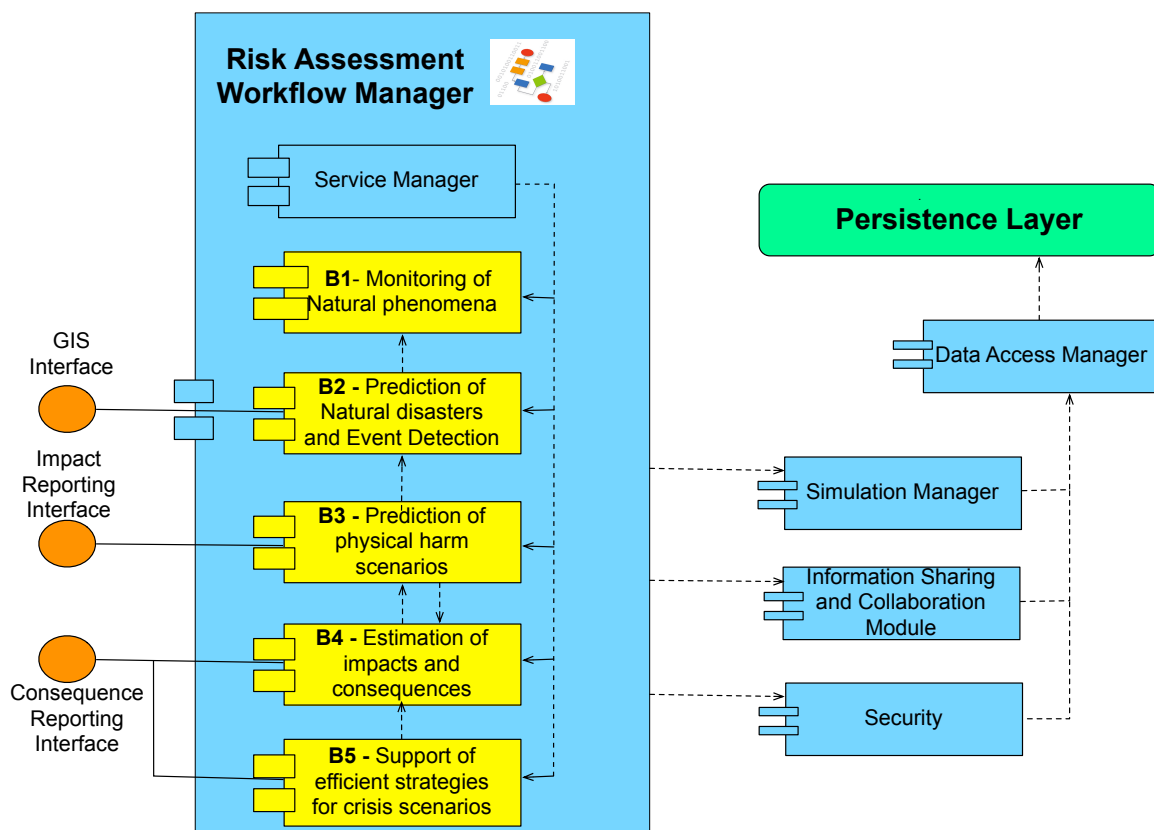 Risk Assessment
Workflow Manager
Service Manager
B1- Monitoring of
Natural phenomena
B2 - Prediction of
Natural disasters
and Event Detection
B3 - Prediction of
physical harm
scenarios
B4 - Estimation of
impacts and
consequences
B5 - Support of
efficient strategies
for crisis scenarios
GIS
Interface
Impact
Reporting
Interface
Consequence
Reporting
Interface
Persistence Layer
Data Access Manager
Simulation Manager
Information Sharing
and Collaboration
Module
Security